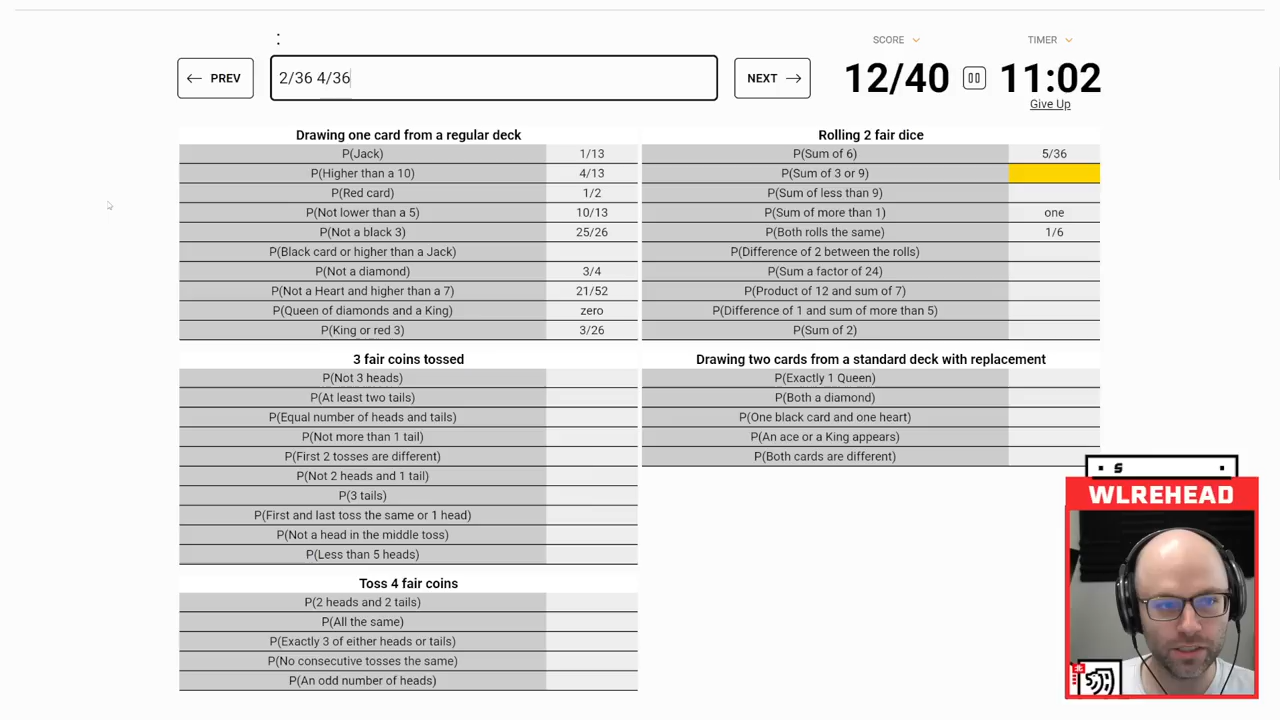 :
SCORE
TIMER
← PREV
2/36 4/36
NEXT →
12/40
11:02
Give Up
Drawing one card from a regular deck
P(Jack) 1/13
P(Higher than a 10) 4/13
P(Red card) 1/2
P(Not lower than a 5) 10/13
P(Not a black 3) 25/26
P(Black card or higher than a Jack)
P(Not a diamond) 3/4
P(Not a Heart and higher than a 7) 21/52
P(Queen of diamonds and a King) zero
P(King or red 3) 3/26
Rolling 2 fair dice
P(Sum of 6) 5/36
P(Sum of 3 or 9)
P(Sum of less than 9)
P(Sum of more than 1) one
P(Both rolls the same) 1/6
P(Difference of 2 between the rolls)
P(Sum a factor of 24)
P(Product of 12 and sum of 7)
P(Difference of 1 and sum of more than 5)
P(Sum of 2)
3 fair coins tossed
P(Not 3 heads)
P(At least two tails)
P(Equal number of heads and tails)
P(Not more than 1 tail)
P(First 2 tosses are different)
P(Not 2 heads and 1 tail)
P(3 tails)
P(First and last toss the same or 1 head)
P(Not a head in the middle toss)
P(Less than 5 heads)
Drawing two cards from a standard deck with replacement
P(Exactly 1 Queen)
P(Both a diamond)
P(One black card and one heart)
P(An ace or a King appears)
P(Both cards are different)
Toss 4 fair coins
P(2 heads and 2 tails)
P(All the same)
P(Exactly 3 of either heads or tails)
P(No consecutive tosses the same)
P(An odd number of heads)
S
WLREHEAD